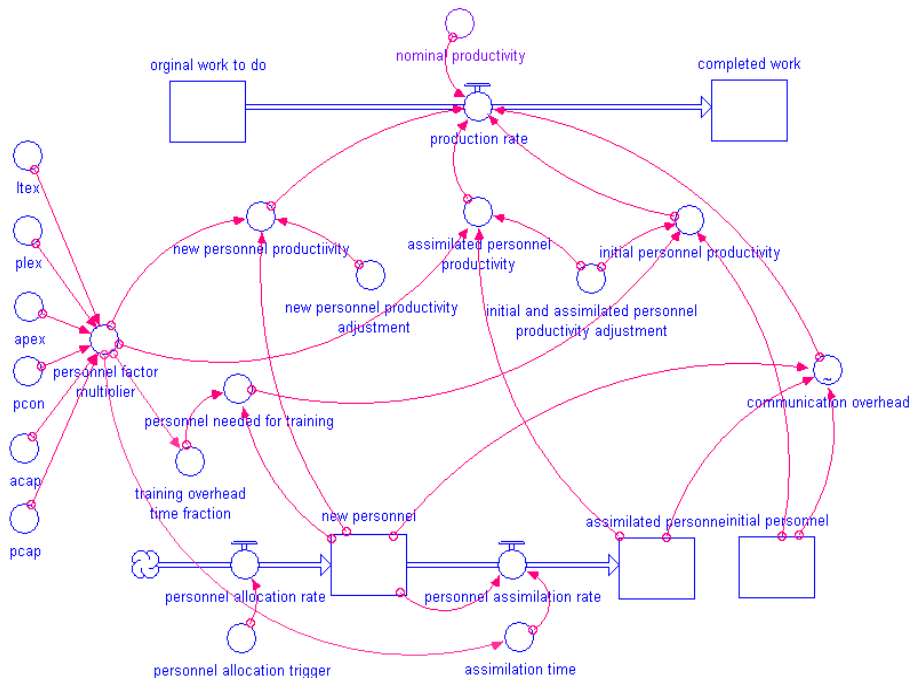 nominal productivity
orginal work to do
completed work
production rate
ltex
plex
apex
pcon
acap
pcap
personnel factor
multiplier
new personnel productiivity
assimilated personnel
productivity
initial personnel productivity
new personnel productivity
adjustment
initial and assimilated personnel
productivity adjustment
~
communication overhead
personnel needed for training
training overhead
time fraction
new personnel
assimilated personnel
initial personnel
personnel allocation rate
personnel assimilation rate
personnel allocation trigger
assimilation time